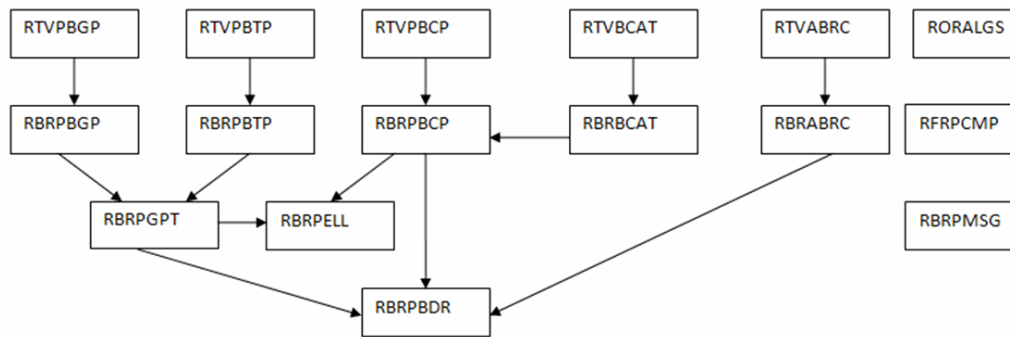 RTVPBGP
RTVPBTP
RTVPBCP
RTVBCAT
RTVABRC
RORALGS
RBRPBGP
RBRPBTP
RBRPBCP
RBRBCAT
RBRABRC
RFRPCMP
RBRPGPT
RBRPELL
RBRPMSG
RBRPBDR